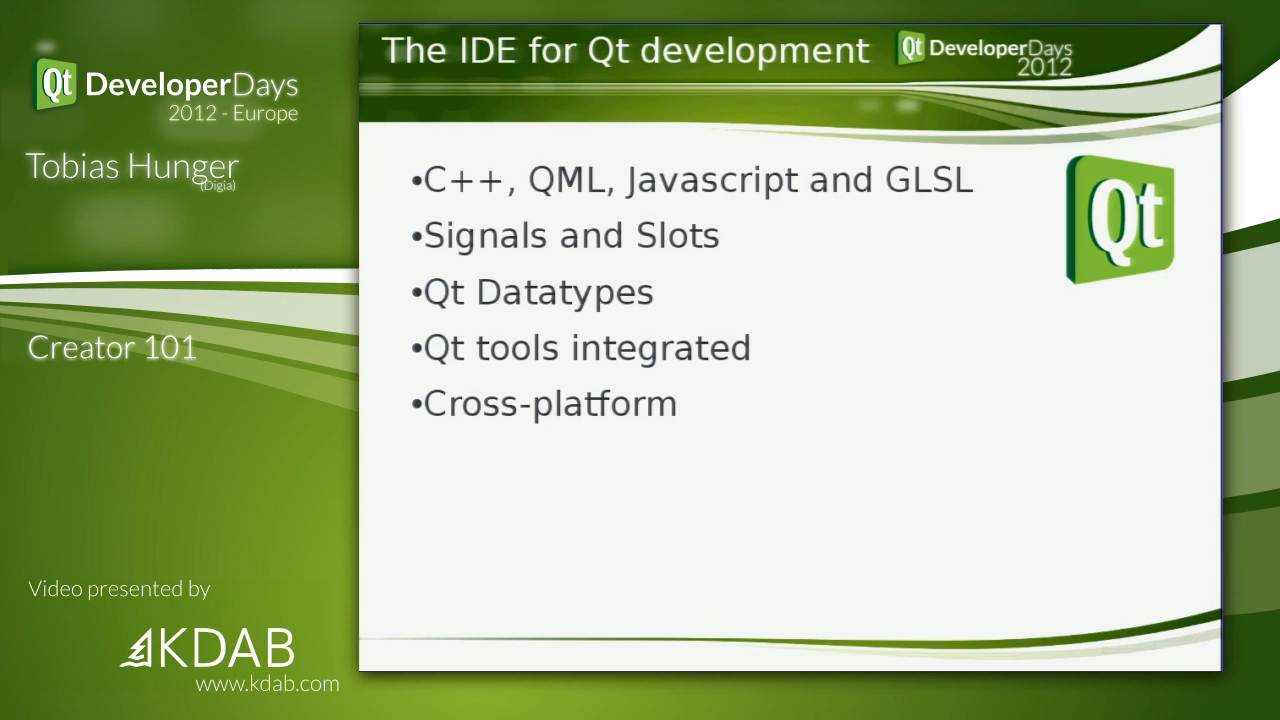 Qt DeveloperDays
2012 - Europe
Tobias Hunger
(Digia)
Creator 101
Video presented by
KDAB
www.kdab.com
The IDE for Qt development
Qt DeveloperDays
2012
•C++, QML, Javascript and GLSL
•Signals and Slots
•Qt Datatypes
•Qt tools integrated
•Cross-platform
Qt